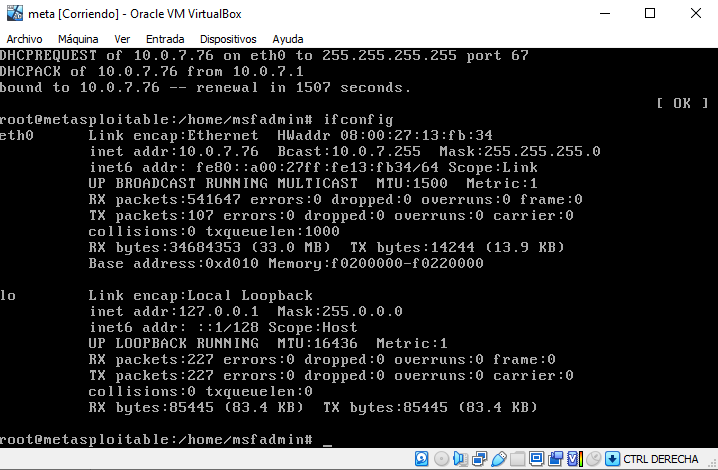 meta [Corriendo] - Oracle VM VirtualBox
Archivo Máquina Ver Entrada Dispositivos Ayuda
DHCPREQUEST of 10.0.7.76 on eth0 to 255.255.255.255 port 67
DHCPACK of 10.0.7.76 from 10.0.7.1
bound to 10.0.7.76 -- renewal in 1507 seconds.
[ OK ]
root@metasploitable:/home/msfadmin# ifconfig
eth0 Link encap:Ethernet HWaddr 08:00:27:13:fb:34
inet addr:10.0.7.76 Bcast:10.0.7.255 Mask:255.255.255.0
inet6 addr: fe80::a00:27ff:fe13:fb34/64 Scope:Link
UP BROADCAST RUNNING MULTICAST MTU:1500 Metric:1
RX packets:541647 errors:0 dropped:0 overruns:0 frame:0
TX packets:107 errors:0 dropped:0 overruns:0 carrier:0
collisions:0 txqueuelen:1000
RX bytes:34684353 (33.0 MB) TX bytes:14244 (13.9 KB)
Base address:0xd010 Memory:f0200000-f0220000
lo Link encap:Local Loopback
inet addr:127.0.0.1 Mask:255.0.0.0
inet6 addr: ::1/128 Scope:Host
UP LOOPBACK RUNNING MTU:16436 Metric:1
RX packets:227 errors:0 dropped:0 overruns:0 frame:0
TX packets:227 errors:0 dropped:0 overruns:0 carrier:0
collisions:0 txqueuelen:0
RX bytes:85445 (83.4 KB) TX bytes:85445 (83.4 KB)
root@metasploitable:/home/msfadmin# _
CTRL DERECHA